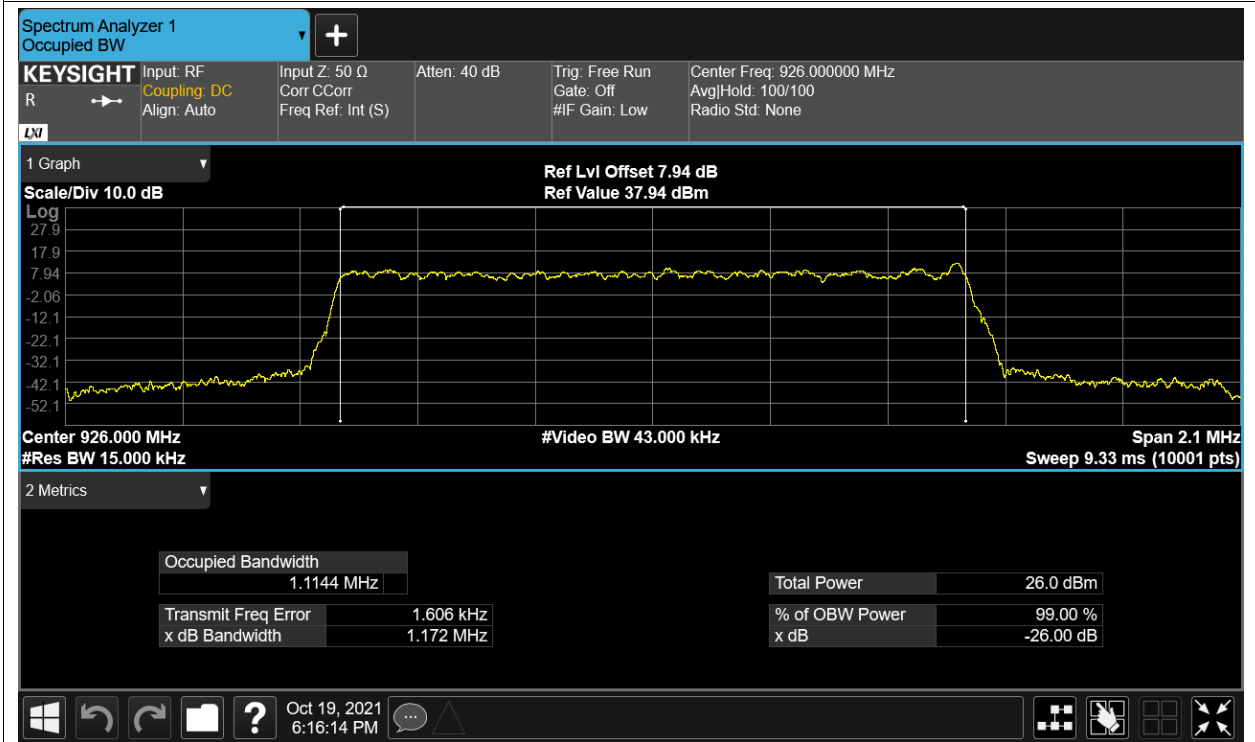 Spectrum Analyzer 1
Occupied BW
KEYSIGHT
R
LXI
Input: RF
Coupling: DC
Align: Auto
Input Z: 50 Ω
Corr CCorr
Freq Ref: Int (S)
Atten: 40 dB
Trig: Free Run
Gate: Off
#IF Gain: Low
Center Freq: 926.000000 MHz
Avg|Hold: 100/100
Radio Std: None
1 Graph
Scale/Div 10.0 dB
Ref Lvl Offset 7.94 dB
Ref Value 37.94 dBm
Log
27.9
17.9
7.94
-2.06
-12.1
-22.1
-32.1
-42.1
-52.1
Center 926.000 MHz
#Video BW 43.000 kHz
Span 2.1 MHz
#Res BW 15.000 kHz
Sweep 9.33 ms (10001 pts)
2 Metrics
Occupied Bandwidth
1.1144 MHz
Total Power 26.0 dBm
Transmit Freq Error 1.606 kHz
% of OBW Power 99.00 %
x dB Bandwidth 1.172 MHz
x dB -26.00 dB
?
Oct 19, 2021
6:16:14 PM